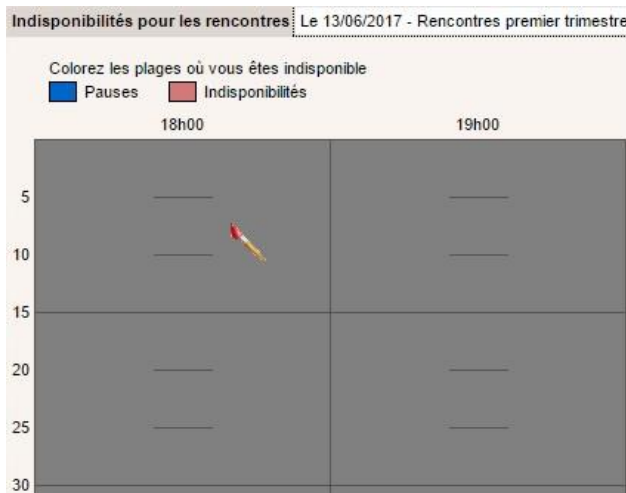 Indisponibilités pour les rencontres Le 13/06/2017 - Rencontres premier trimestre
Colorez les plages où vous êtes indisponible
Pauses Indisponibilités
18h00 19h00
5
10
15
20
25
30